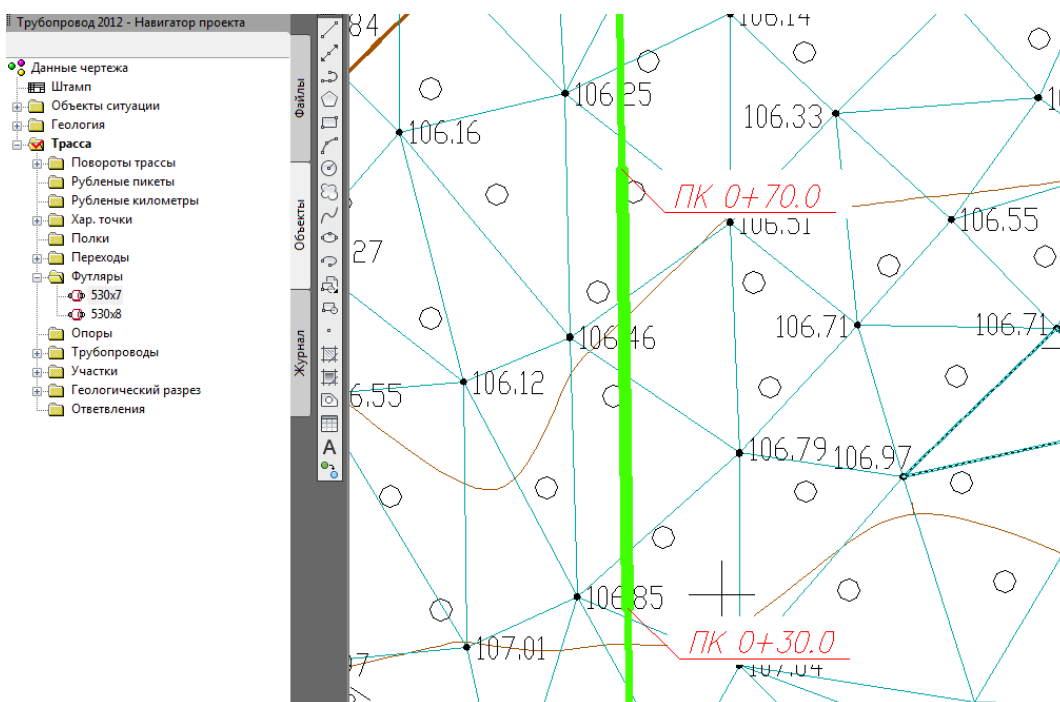 Трубопровод 2012 - Навигатор проекта
Данные чертежа
Штамп
Объекты ситуации
Геология
Трасса
Повороты трассы
Рубленые пикеты
Рубленые километры
Хар. точки
Полки
Переходы
Футляры
530x7
530x8
Опоры
Трубопроводы
Участки
Геологический разрез
Ответвления
Файлы
Объекты
Журнал
A
84
106.14
106.25
106.33
106.16
ПК 0+70.0
106.51
106.55
27
106.71
106.71
106.46
106.12
6.55
106.79
106.97
106.85
ПК 0+30.0
107.01
107.04